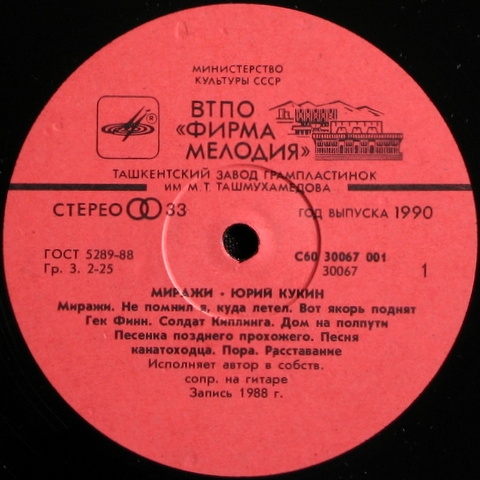 МИНИСТЕРСТВО
КУЛЬТУРЫ СССР
ВТПО
«ФИРМА
МЕЛОДИЯ»
ТАШКЕНТСКИЙ ЗАВОД ГРАМПЛАСТИНОК
ИМ М. Т. ТАШМУХАМЕДОВА
СТЕРЕО 33
ГОД ВЫПУСКА 1990
ГОСТ 5289-88
Гр. 3. 2-25
С60 30067 001
30067
1
МИРАЖИ - ЮРИЙ КУКИН
Миражи. Не помнил я, куда летел. Вот якорь поднят
Гек Финн. Солдат Киплинга. Дом на полпути
Песенка позднего прохожего. Песня
канатоходца. Пора. Расставание
Исполняет автор в собств.
сопр. на гитаре
Запись 1988 г.